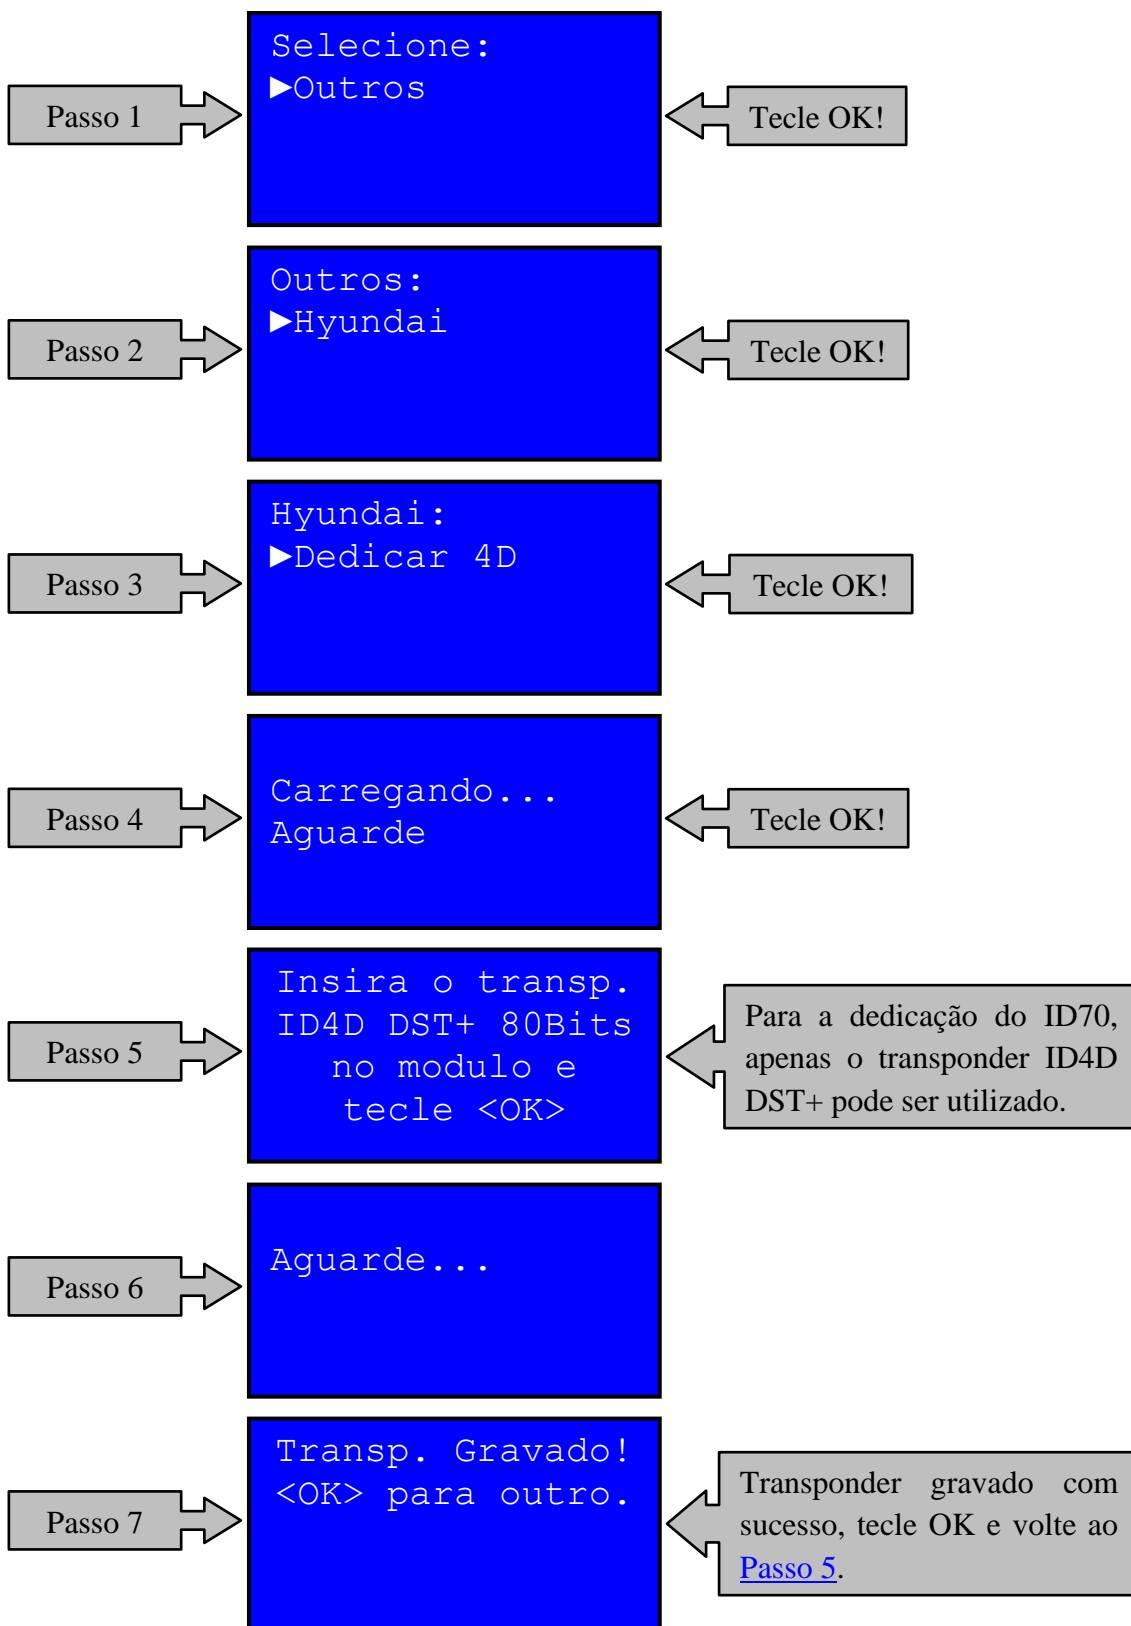 Selecione:
►Outros
Passo 1
Tecle OK!
Outros:
►Hyundai
Passo 2
Tecle OK!
Hyundai:
►Dedicar 4D
Passo 3
Tecle OK!
Carregando...
Aguarde
Passo 4
Tecle OK!
Insira o transp.
ID4D DST+ 80Bits
no modulo e
tecle <OK>
Passo 5
Para a dedicação do ID70,
apenas o transponder ID4D
DST+ pode ser utilizado.
Aguarde...
Passo 6
Transp. Gravado!
<OK> para outro.
Passo 7
Transponder gravado com
sucesso, tecle OK e volte ao
Passo 5.